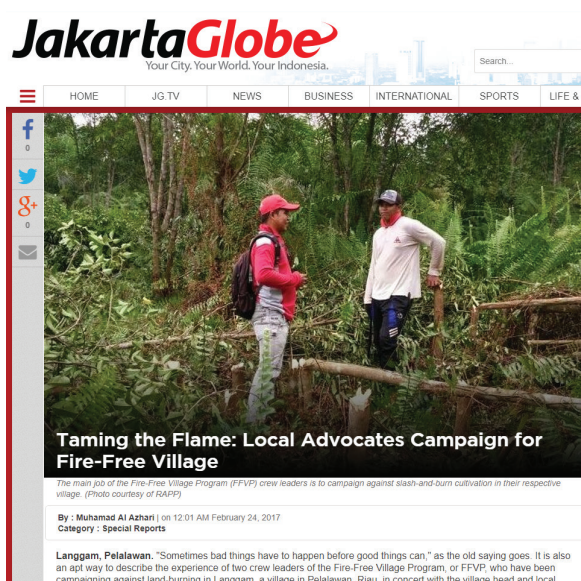 JakartaGlobe
Your City. Your World. Your Indonesia.
Search...
HOME JG.TV NEWS BUSINESS INTERNATIONAL SPORTS LIFE &
0
0
Taming the Flame: Local Advocates Campaign for
Fire-Free Village
The main job of the Fire-Free Village Program (FFVP) crew leaders is to campaign against slash-and-burn cultivation in their respective
village. (Photo courtesy of RAPP)
By : Muhamad Al Azhari | on 12:01 AM February 24, 2017
Category : Special Reports
Langgam, Pelalawan. "Sometimes bad things have to happen before good things can," as the old saying goes. It is also
an apt way to describe the experience of two crew leaders of the Fire-Free Village Program, or FFVP, who have been
campaigning against land-burning in Langgam, a village in Pelalawan, Riau, in concert with the village head and local